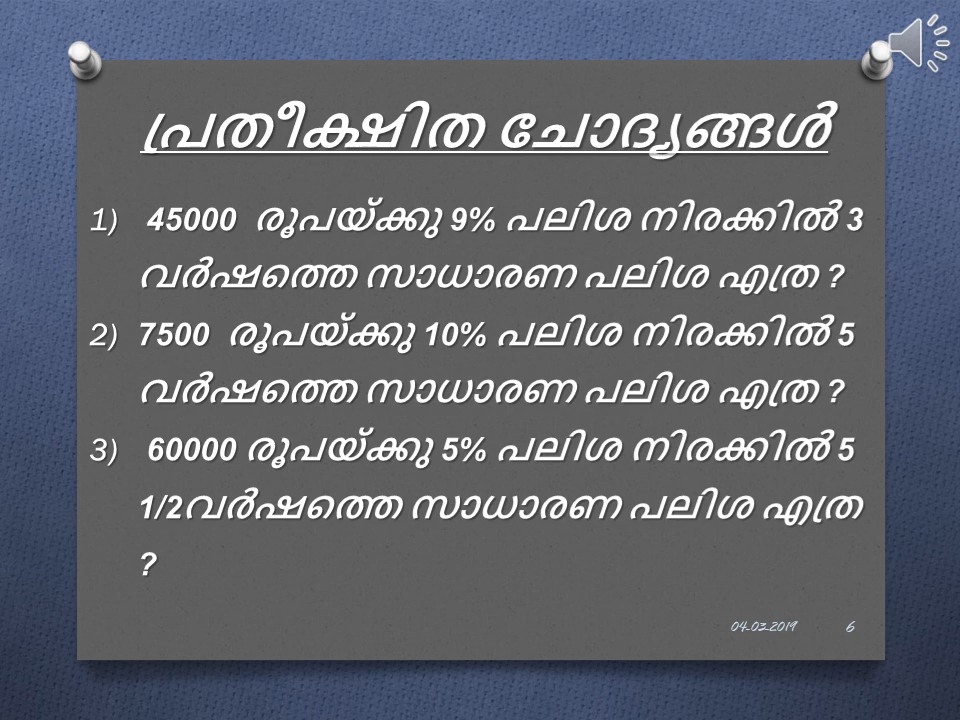 പ്രതീക്ഷിത ചോദ്യങ്ങൾ
1) 45000 രൂപയ്ക്കു 9% പലിശ നിരക്കിൽ 3
വർഷത്തെ സാധാരണ പലിശ എത്ര ?
2) 7500 രൂപയ്ക്കു 10% പലിശ നിരക്കിൽ 5
വർഷത്തെ സാധാരണ പലിശ എത്ര ?
3) 60000 രൂപയ്ക്കു 5% പലിശ നിരക്കിൽ 5
1/2വർഷത്തെ സാധാരണ പലിശ എത്ര
?
04-03-2019 6